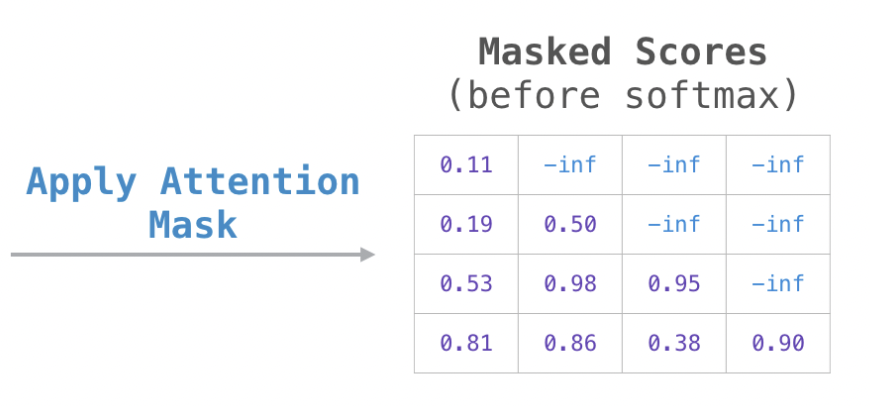 Masked Scores
(before softmax)
Apply Attention
Mask
0.11 -inf -inf -inf
0.19 0.50 -inf -inf
0.53 0.98 0.95 -inf
0.81 0.86 0.38 0.90